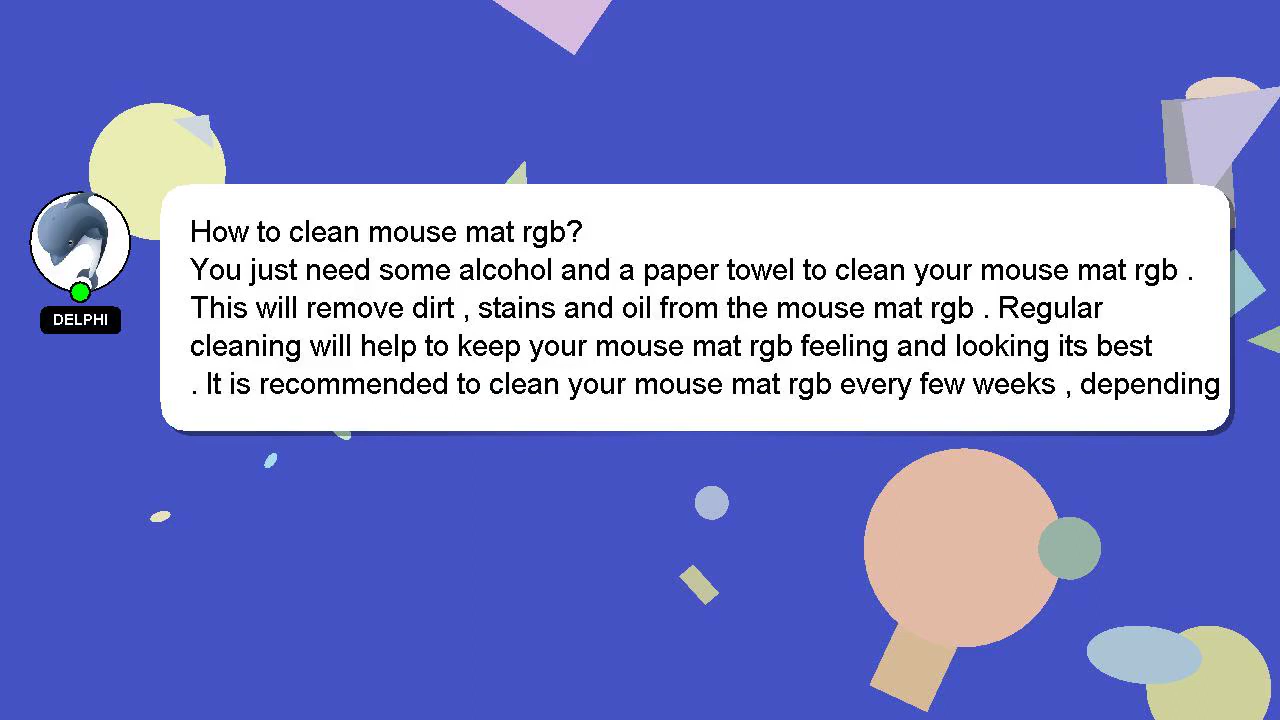 How to clean mouse mat rgb?
You just need some alcohol and a paper towel to clean your mouse mat rgb .
This will remove dirt , stains and oil from the mouse mat rgb . Regular
cleaning will help to keep your mouse mat rgb feeling and looking its best
. It is recommended to clean your mouse mat rgb every few weeks , depending
DELPHI